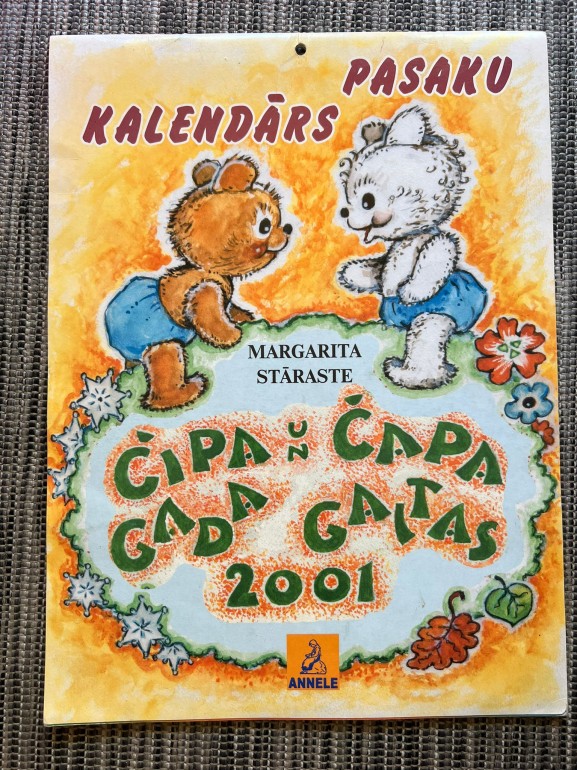 PASAKU
KALENDĀRS
MARGARITA
STĀRASTE
ČIPA UN ČAPA
GADA GAITAS
2001
ANNELE